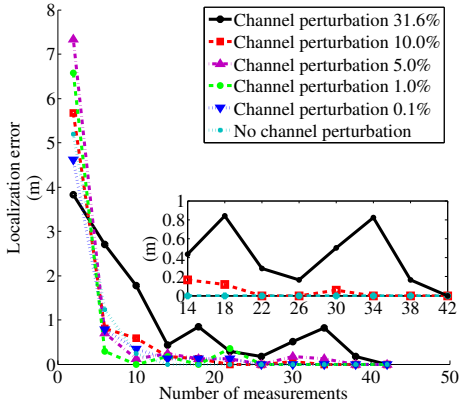 8
7
6
5
4
3
2
1
0
Localization error
(m)
Channel perturbation 31.6%
Channel perturbation 10.0%
Channel perturbation 5.0%
Channel perturbation 1.0%
Channel perturbation 0.1%
No channel perturbation
1
0.8
0.6
0.4
0.2
0
(m)
14 18 22 26 30 34 38 42
0 10 20 30 40 50
Number of measurements